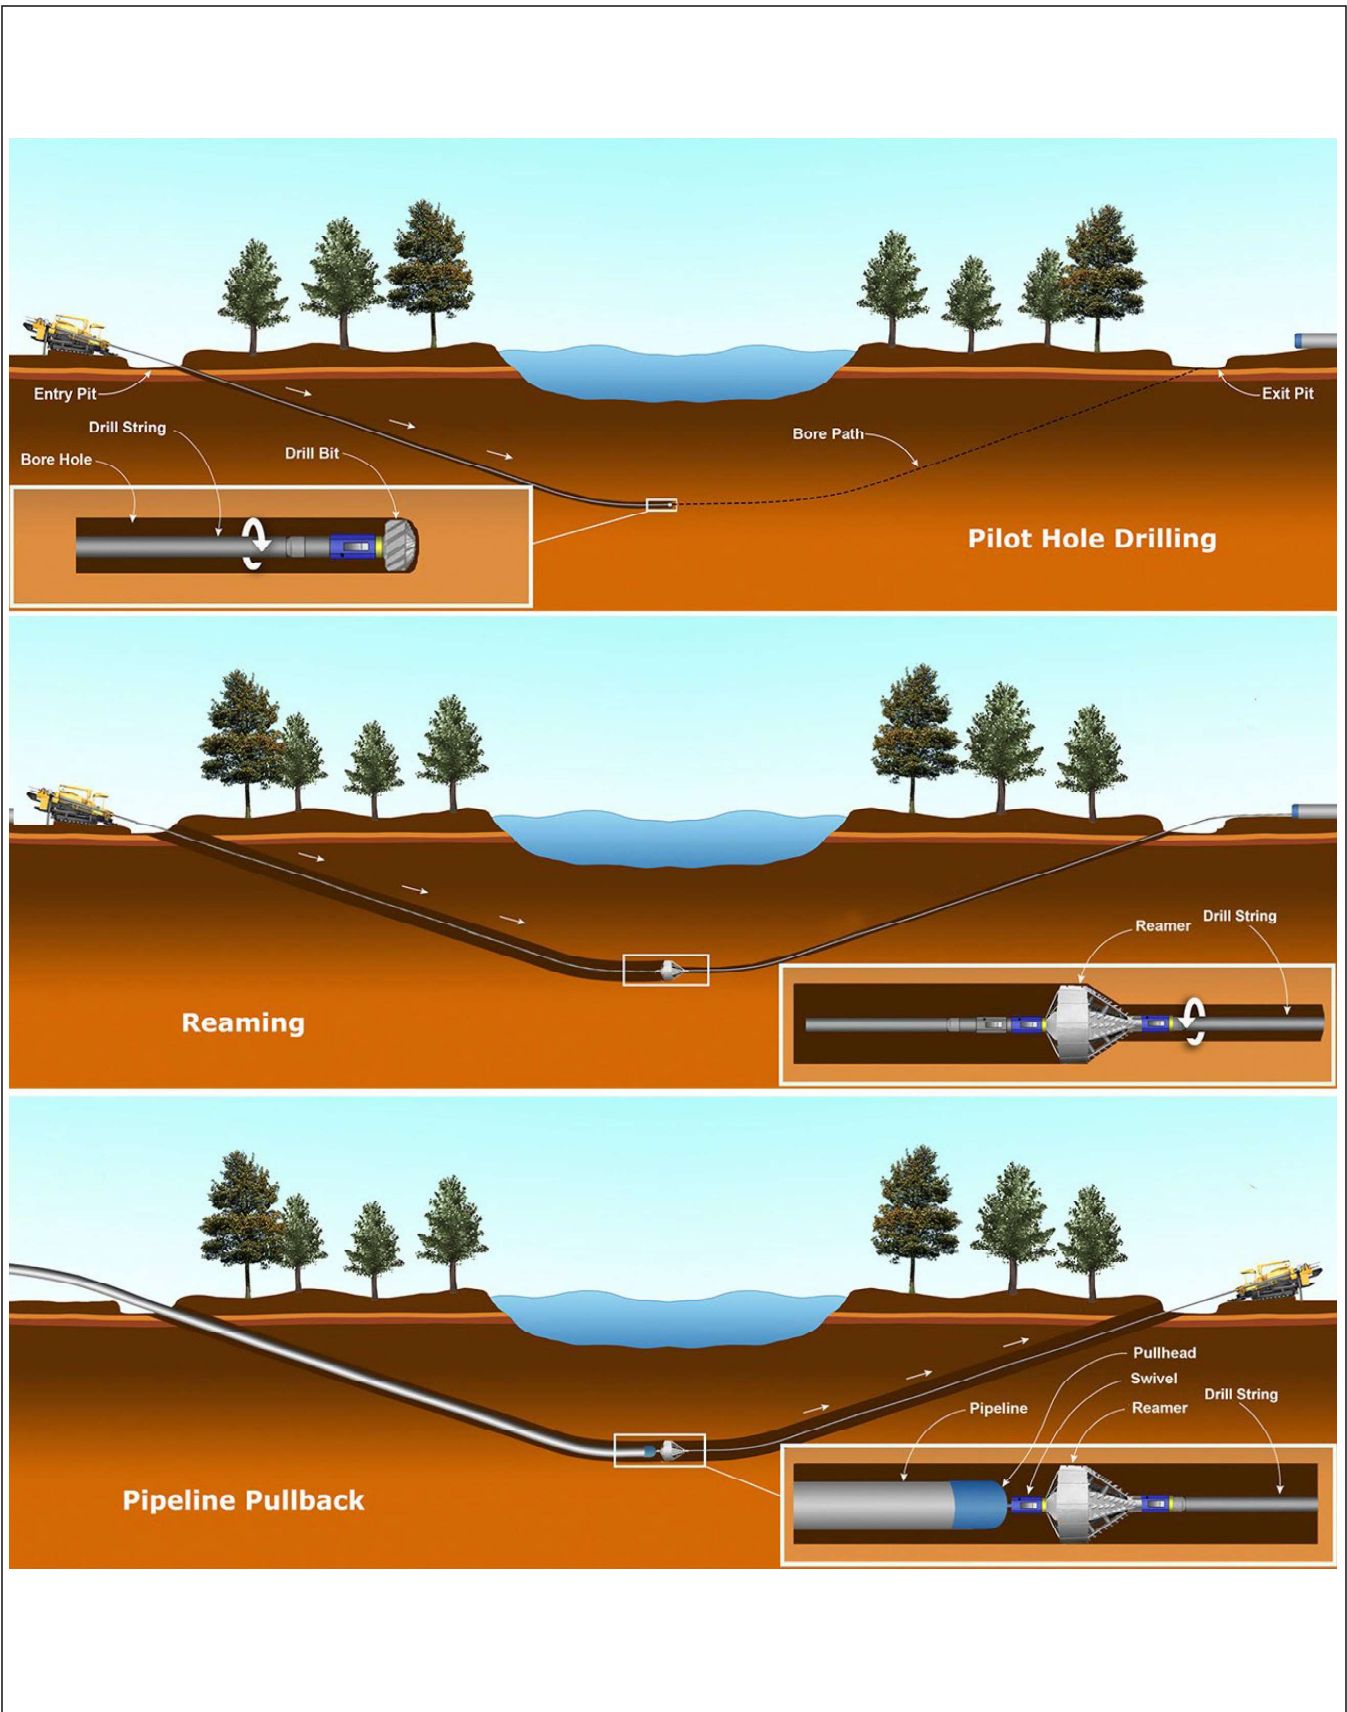 Entry Pit
Drill String
Bore Hole
Drill Bit
Bore Path
Exit Pit
Pilot Hole Drilling
Reamer
Drill String
Reaming
Pullhead
Swivel
Pipeline
Reamer
Drill String
Pipeline Pullback